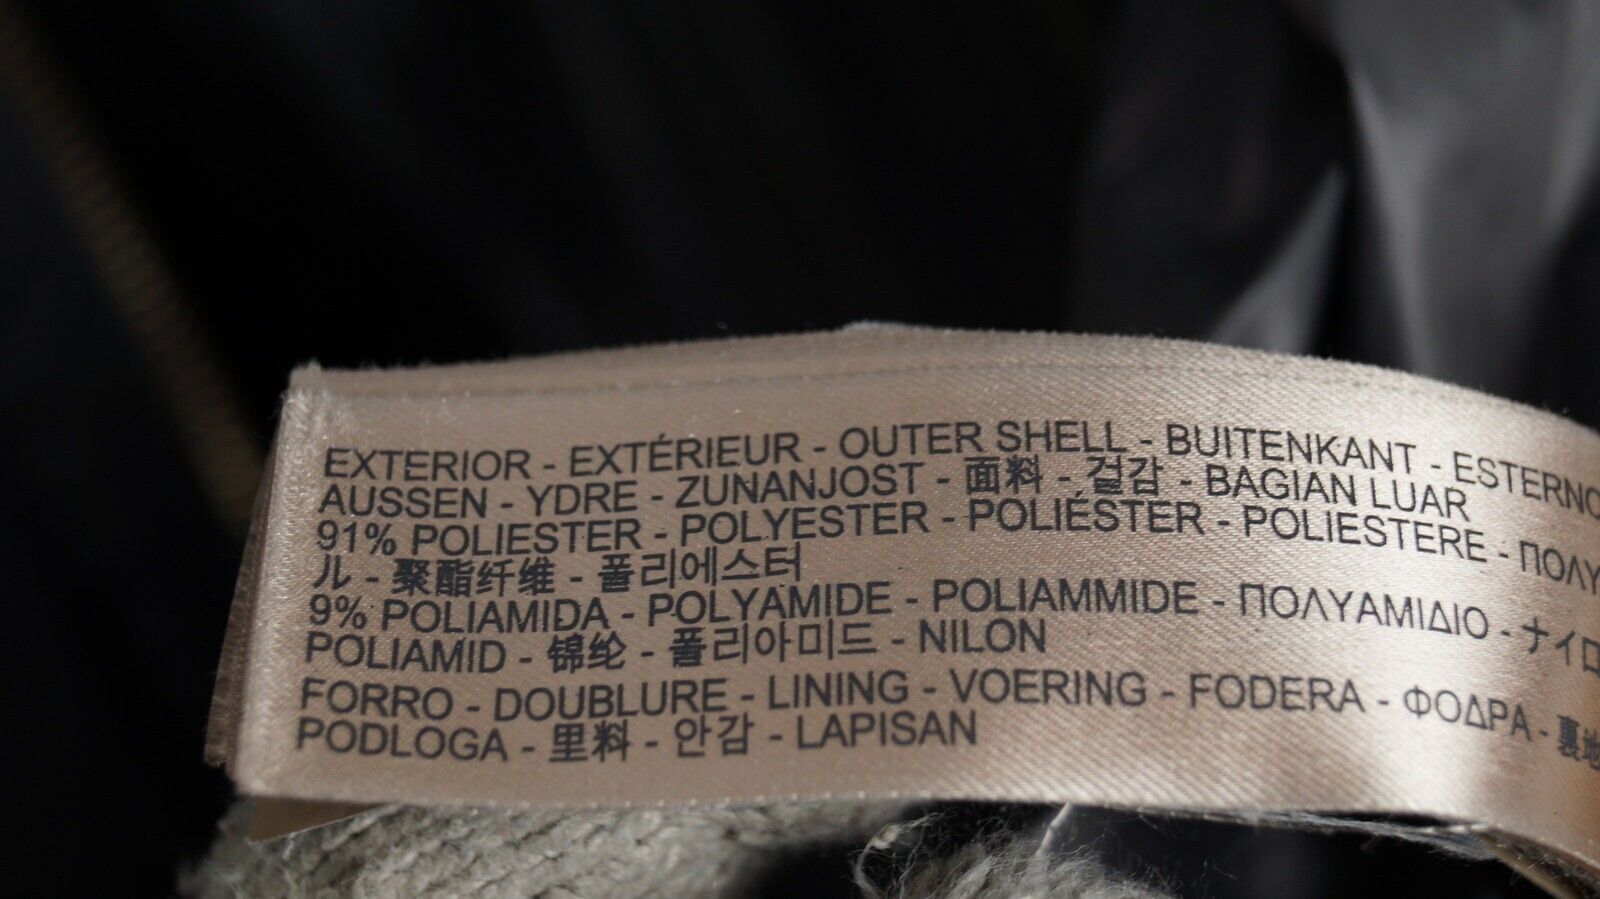 EXTERIOR - EXTÉRIEUR - OUTER SHELL - BUITENKANT - ESTERNO
AUSSEN - YDRE - ZUNANJOST - 面料 - 걸감 - BAGIAN LUAR
91% POLIESTER - POLYESTER - POLIÉSTER - POLIESTERE - ΠΟΛΥ
ル - 聚酯纤维 - 폴리에스터
9% POLIAMIDA - POLYAMIDE - POLIAMMIDE - ΠΟΛΥΑΜΙΔΙΟ - ナイロ
POLIAMID - 锦纶 - 폴리아미드 - NILON
FORRO - DOUBLURE - LINING - VOERING - FODERA - ΦΟΔΡΑ - 裏地
PODLOGA - 里料 - 안감 - LAPISAN